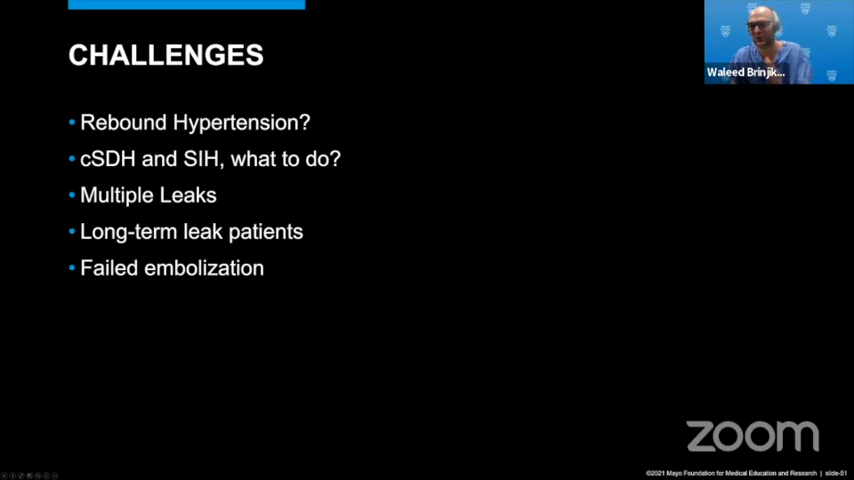 CHALLENGES
Waleed Brinjik...
• Rebound Hypertension?
• cSDH and SIH, what to do?
• Multiple Leaks
• Long-term leak patients
• Failed embolization
zoom
©2021 Mayo Foundation for Medical Education and Research | slide-51